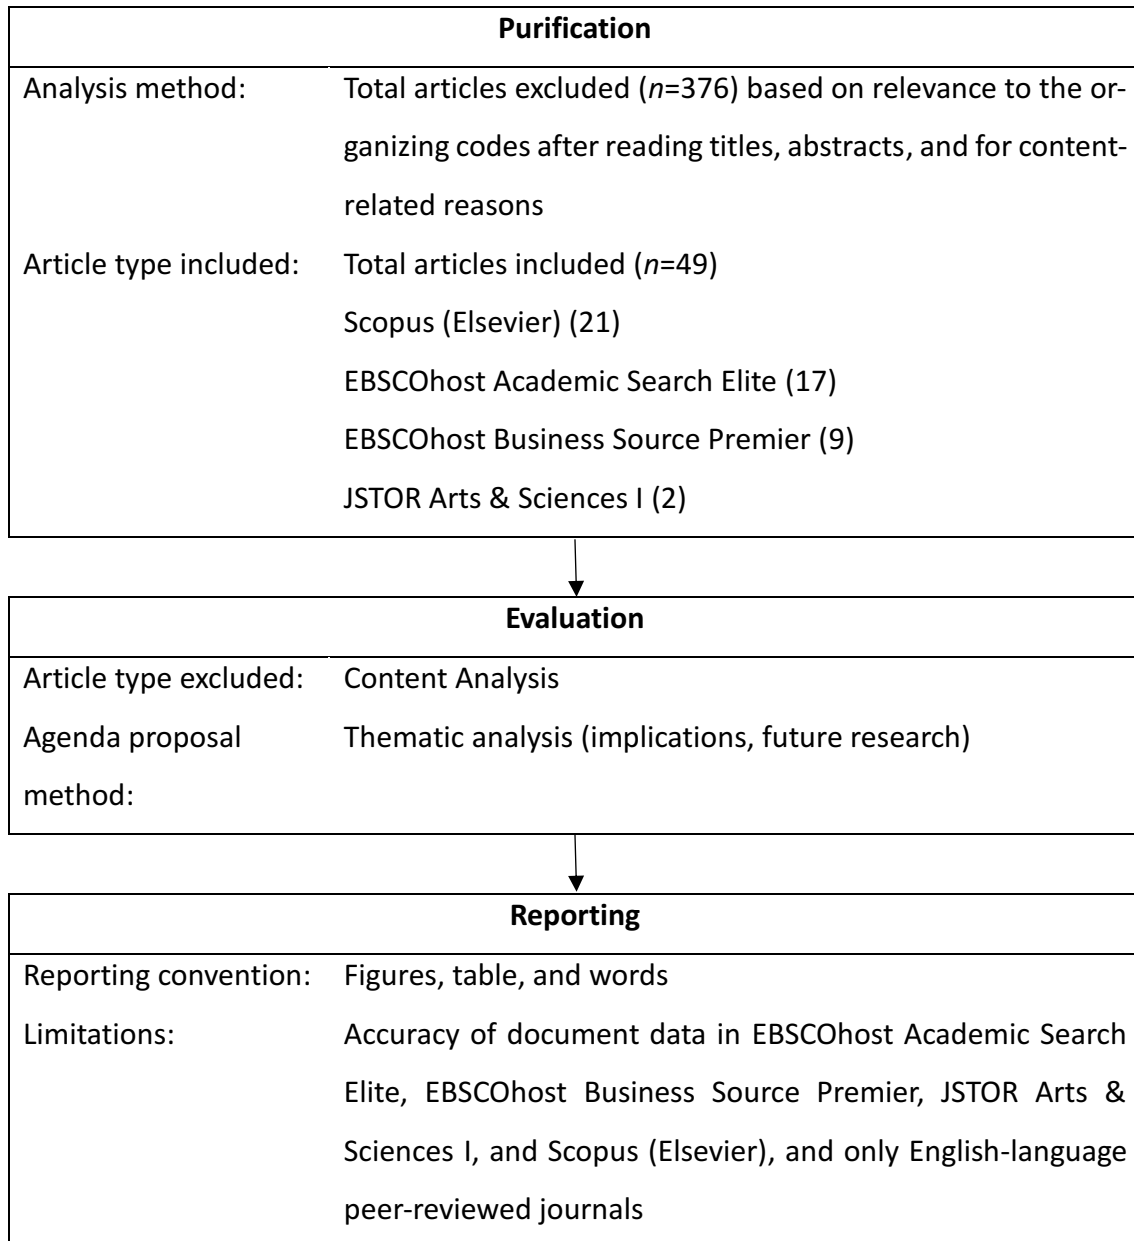 Purification
Analysis method: Total articles excluded (n=376) based on relevance to the or-
ganizing codes after reading titles, abstracts, and for content-
related reasons
Article type included: Total articles included (n=49)
Scopus (Elsevier) (21)
EBSCOhost Academic Search Elite (17)
EBSCOhost Business Source Premier (9)
JSTOR Arts & Sciences I (2)
Evaluation
Article type excluded: Content Analysis
Agenda proposal Thematic analysis (implications, future research)
method:
Reporting
Reporting convention: Figures, table, and words
Limitations: Accuracy of document data in EBSCOhost Academic Search
Elite, EBSCOhost Business Source Premier, JSTOR Arts &
Sciences I, and Scopus (Elsevier), and only English-language
peer-reviewed journals